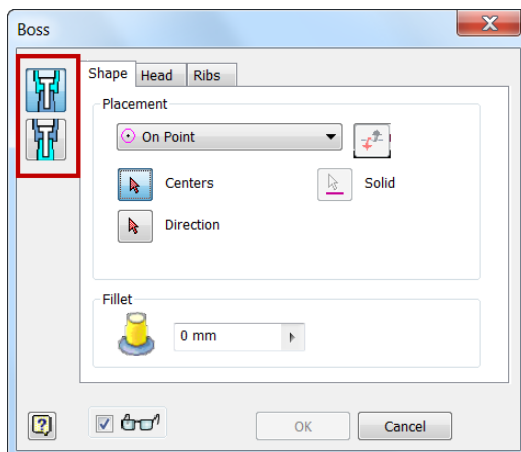 Boss
Shape Head Ribs
Placement
On Point
Centers Solid
Direction
Fillet
0 mm
OK Cancel